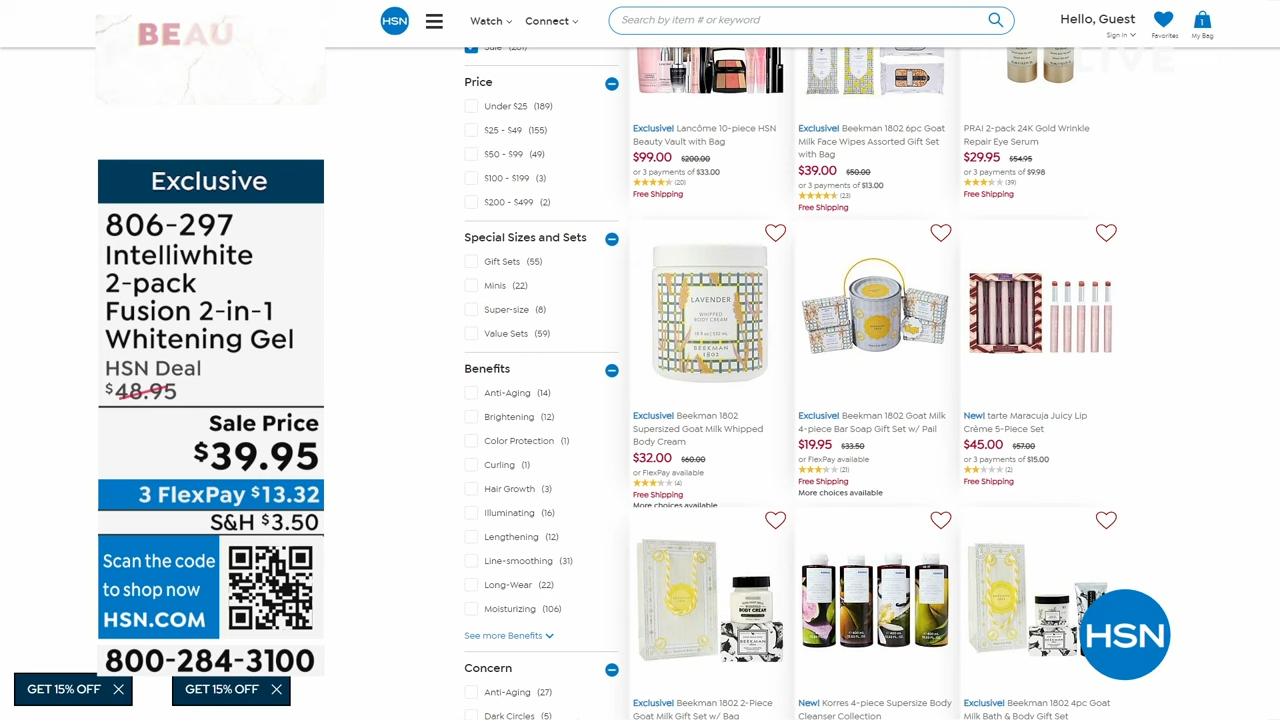 BEAU
Exclusive
806-297
Intelliwhite
2-pack
Fusion 2-in-1
Whitening Gel
HSN Deal
$48.95
Sale Price
$39.95
3 FlexPay $13.32
S&H $3.50
Scan the code
to shop now
HSN.COM
800-284-3100
GET 15% OFF
GET 15% OFF
HSN
Watch
Connect
Search by item # or keyword
Hello, Guest
Sign In
Favorites
1
My Bag
LIVE
Sale (281)
Price
Under $25 (189)
$25 - $49 (155)
$50 - $99 (49)
$100 - $199 (3)
$200 - $499 (2)
Special Sizes and Sets
Gift Sets (55)
Minis (22)
Super-size (8)
Value Sets (59)
Benefits
Anti-Aging (14)
Brightening (12)
Color Protection (1)
Curling (1)
Hair Growth (3)
Illuminating (16)
Lengthening (12)
Line-smoothing (31)
Long-Wear (22)
Moisturizing (106)
See more Benefits
Concern
Anti-Aging (27)
Dark Circles (5)
Exclusive! Lancôme 10-piece HSN
Beauty Vault with Bag
$99.00 $200.00
or 3 payments of $33.00
(20)
Free Shipping
Exclusive! Beekman 1802 6pc Goat
Milk Face Wipes Assorted Gift Set
with Bag
$39.00 $50.00
or 3 payments of $13.00
(23)
Free Shipping
PRAI 2-pack 24K Gold Wrinkle
Repair Eye Serum
$29.95 $54.95
or 3 payments of $9.98
(39)
Free Shipping
LAVENDER
WHIPPED
BODY CREAM
BEEKMAN
1802
Exclusive! Beekman 1802
Supersized Goat Milk Whipped
Body Cream
$32.00 $60.00
or FlexPay available
(4)
Free Shipping
More choices available
Exclusive! Beekman 1802 Goat Milk
4-piece Bar Soap Gift Set w/ Pail
$19.95 $33.50
or FlexPay available
(21)
Free Shipping
More choices available
New! tarte Maracuja Juicy Lip
Crème 5-Piece Set
$45.00 $57.00
or 3 payments of $15.00
(2)
Free Shipping
BODY CREAM
Exclusive! Beekman 1802 2-Piece
Goat Milk Gift Set w/ Bag
New! Korres 4-piece Supersize Body
Cleanser Collection
Exclusive! Beekman 1802 4pc Goat
Milk Bath & Body Gift Set
HSN